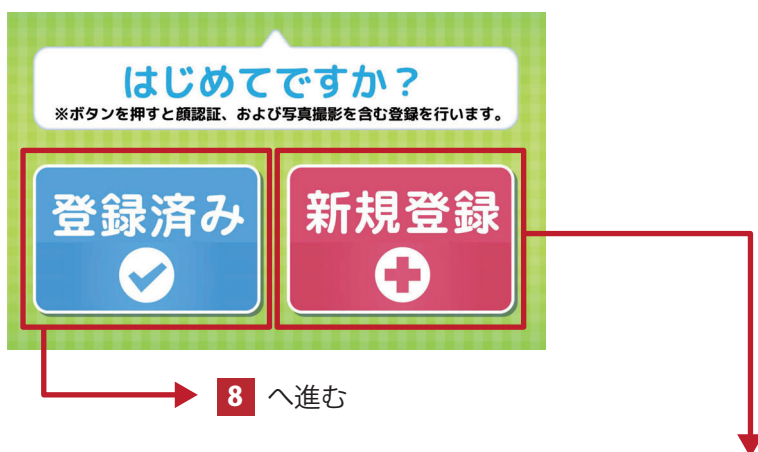 はじめてですか？
※ボタンを押すと顔認証、および写真撮影を含む登録を行います。
登録済み
新規登録
8 へ進む